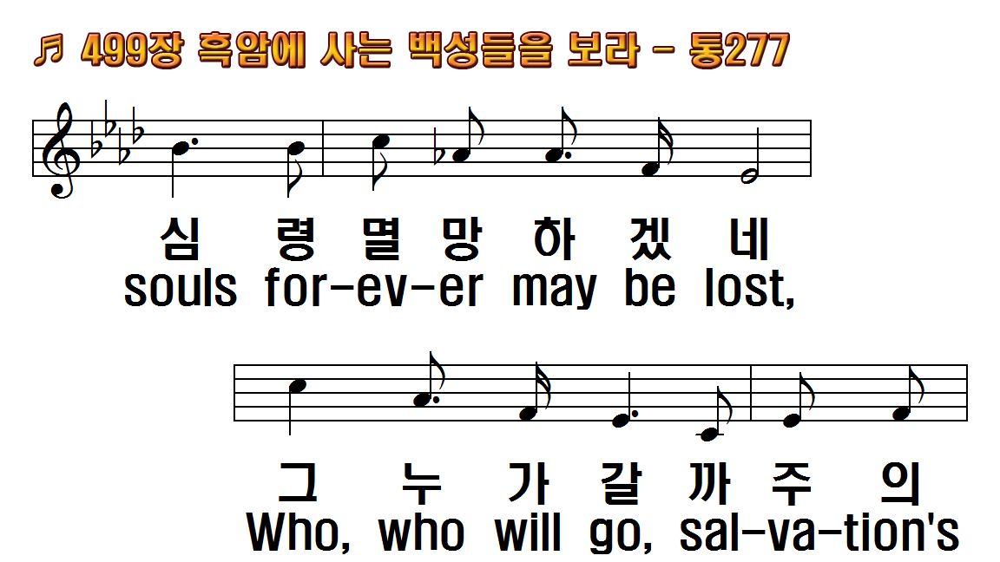 ♬ 499장 흑암에 사는 백성들을 보라 - 통277
심 령 멸 망 하 겠 네
souls for-ev-er may be lost,
그 누 가 갈 까 주 의
Who, who will go, sal-va-tion's